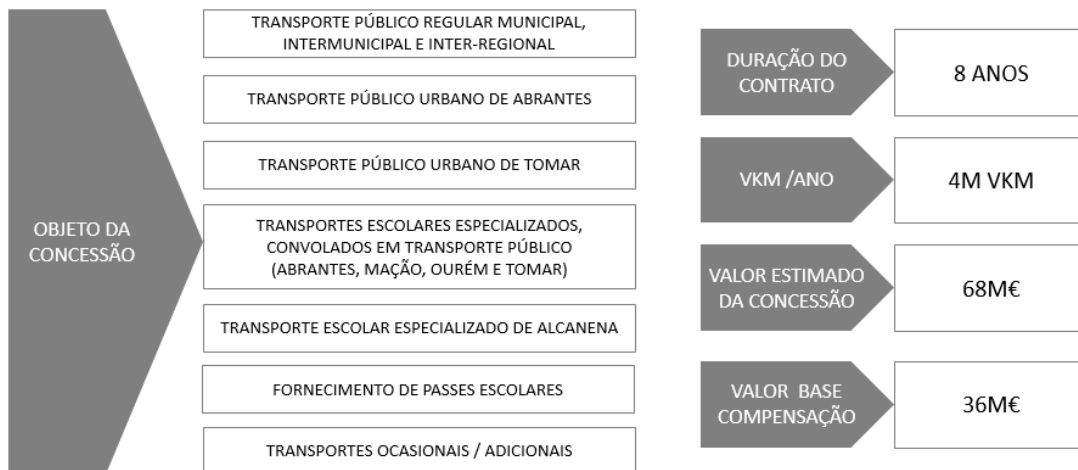 OBJETO DA
CONCESSÃO
TRANSPORTE PÚBLICO REGULAR MUNICIPAL,
INTERMUNICIPAL E INTER-REGIONAL
TRANSPORTE PÚBLICO URBANO DE ABRANTES
TRANSPORTE PÚBLICO URBANO DE TOMAR
TRANSPORTES ESCOLARES ESPECIALIZADOS,
CONVOLADOS EM TRANSPORTE PÚBLICO
(ABRANTES, MAÇÃO, OURÉM E TOMAR)
TRANSPORTE ESCOLAR ESPECIALIZADO DE ALCANENA
FORNECIMENTO DE PASSES ESCOLARES
TRANSPORTES OCASIONAIS / ADICIONAIS
DURAÇÃO DO
CONTRATO
8 ANOS
VKM /ANO
4M VKM
VALOR ESTIMADO
DA CONCESSÃO
68M€
VALOR BASE
COMPENSAÇÃO
36M€